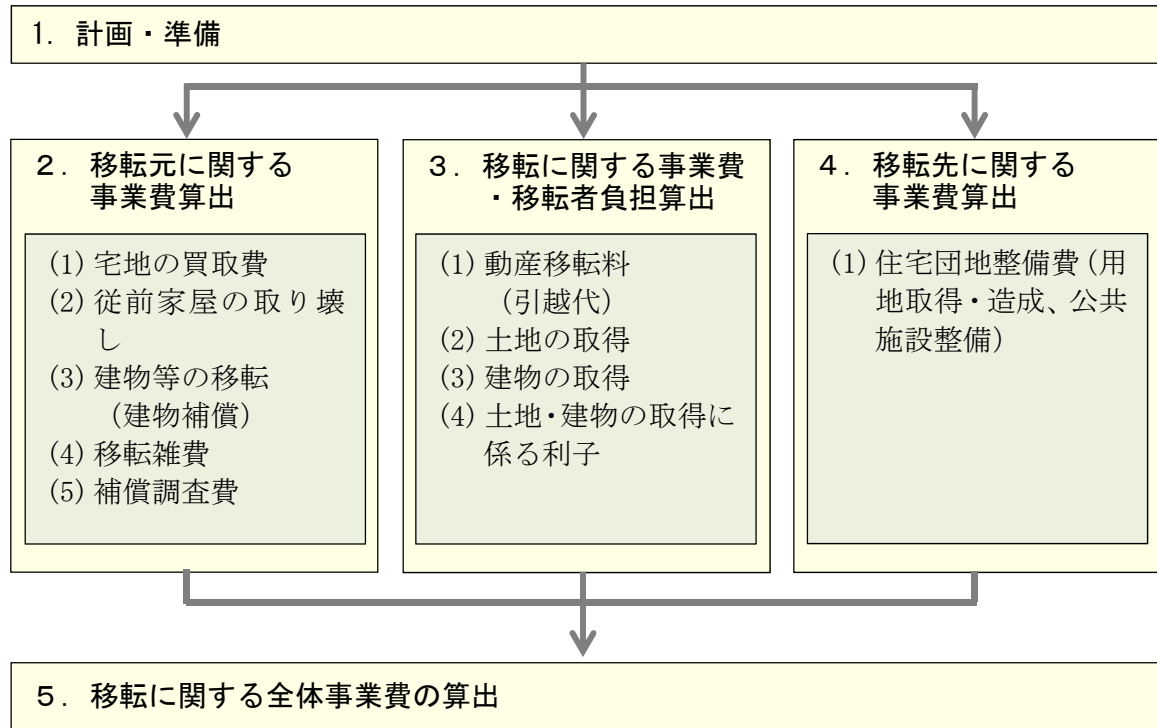 1. 計画・準備
2. 移転元に関する
事業費算出
(1) 宅地の買取費
(2) 従前家屋の取り壊
し
(3) 建物等の移転
（建物補償）
(4) 移転雑費
(5) 補償調査費
3. 移転に関する事業費
・移転者負担算出
(1) 動産移転料
（引越代）
(2) 土地の取得
(3) 建物の取得
(4) 土地・建物の取得に
係る利子
4. 移転先に関する
事業費算出
(1) 住宅団地整備費（用
地取得・造成、公共
施設整備）
5. 移転に関する全体事業費の算出